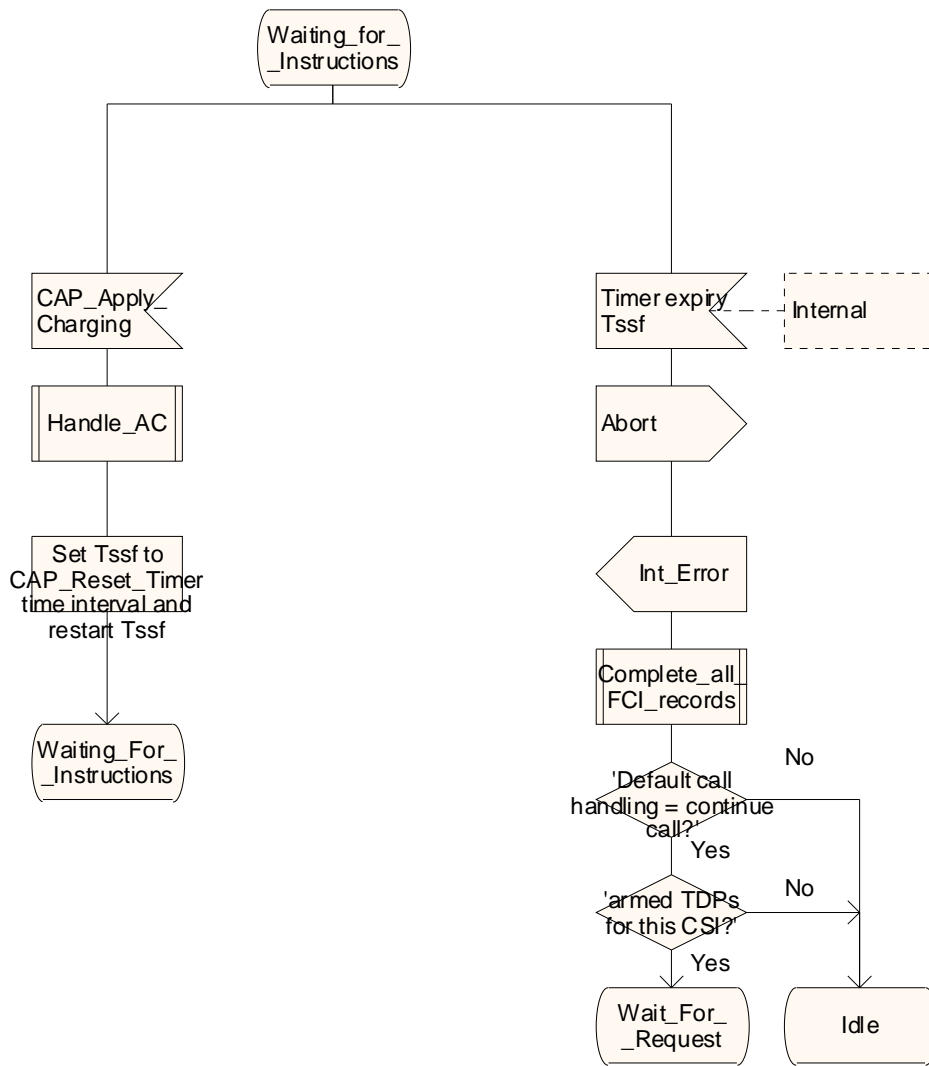 Waiting_for_
_Instructions
CAP_Apply_
Charging
Handle_AC
Set Tssf to
CAP_Reset_Timer
time interval and
restart Tssf
Waiting_For_
_Instructions
Timer expiry
Tssf
Internal
Abort
Int_Error
Complete_all_
FCI_records
'Default call
handling = continue
call?'
No
Yes
'armed TDPs
for this CSI?'
No
Yes
Wait_For_
_Request
Idle